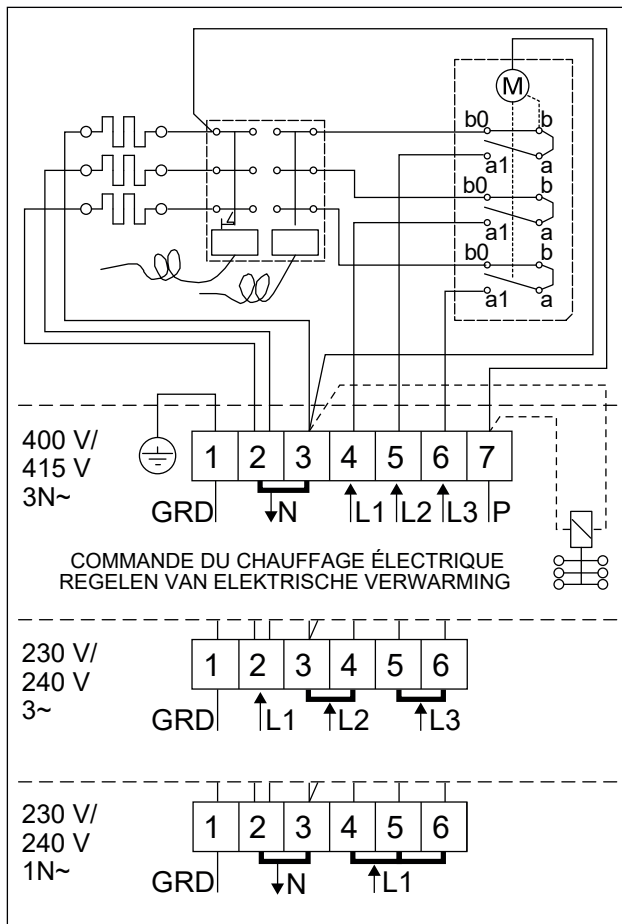 M
b0 b
a1 a
b0 b
a1 a
b0 b
a1 a
400 V/
415 V
3N~
1 2 3 4 5 6 7
GRD N L1 L2 L3 P
COMMANDE DU CHAUFFAGE ÉLECTRIQUE
REGELEN VAN ELEKTRISCHE VERWARMING
230 V/
240 V
3~
1 2 3 4 5 6
GRD L1 L2 L3
230 V/
240 V
1N~
1 2 3 4 5 6
GRD N L1